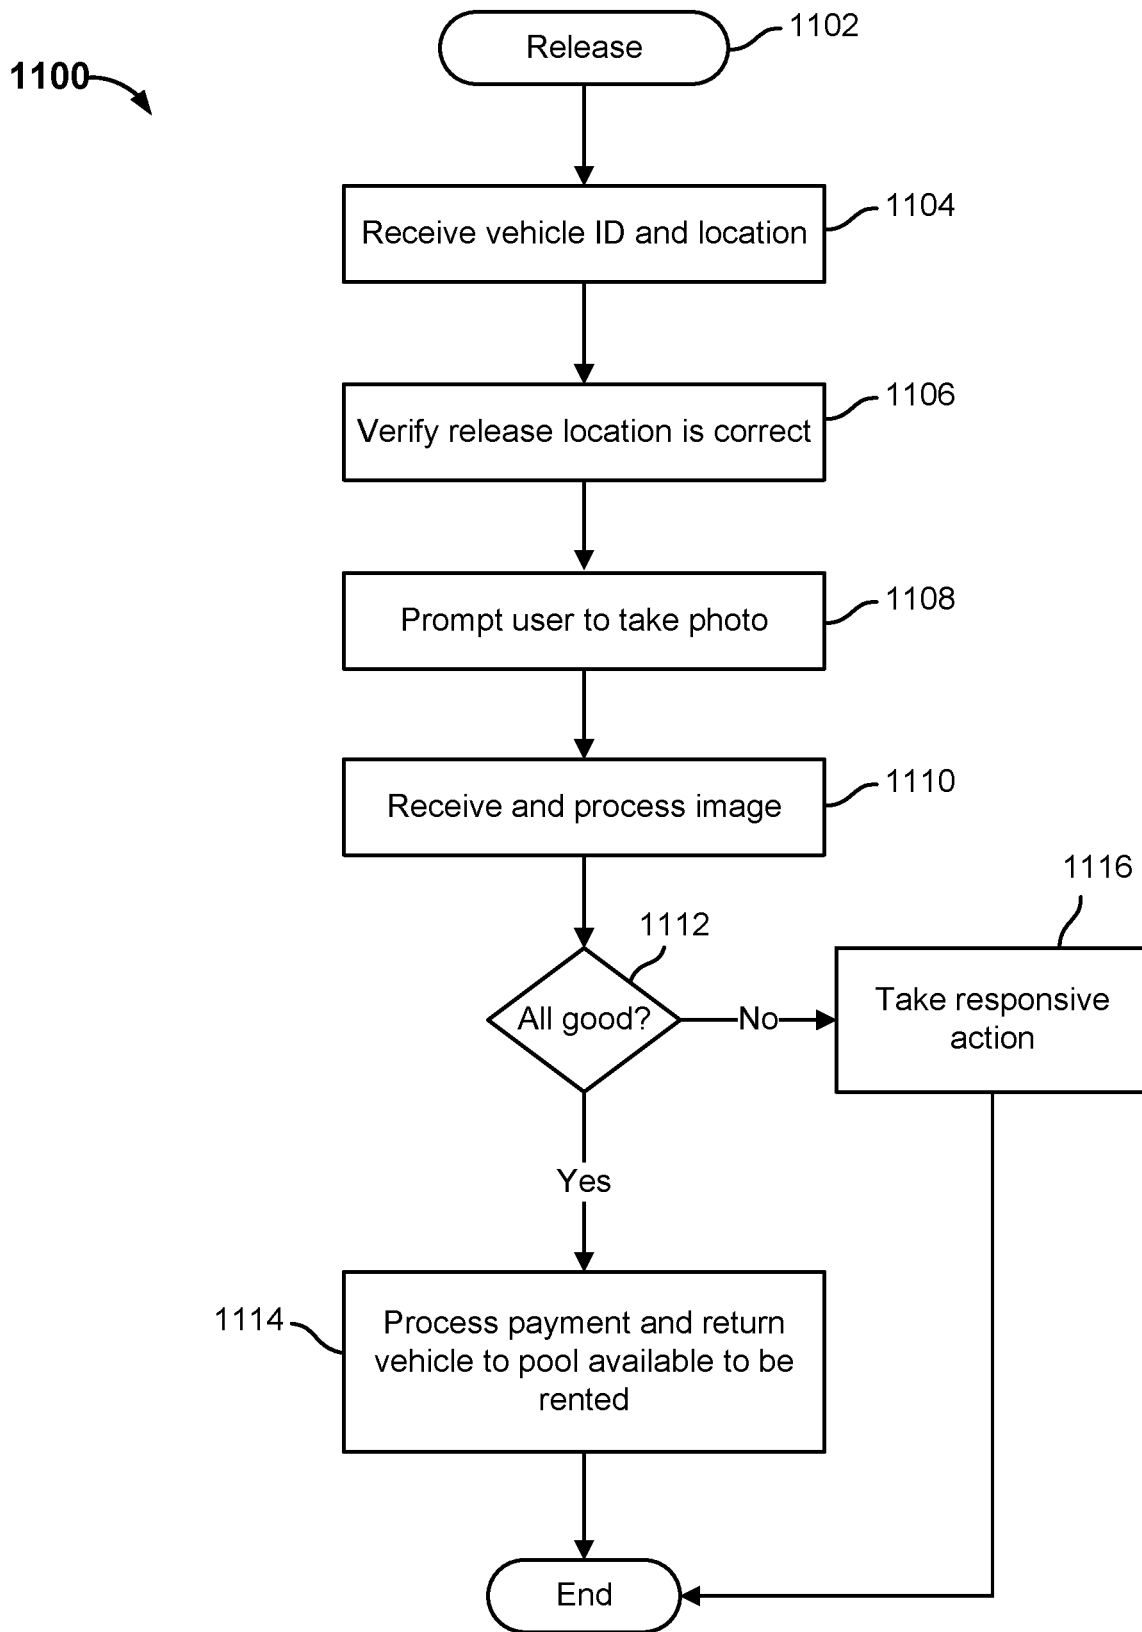 1100
Release
1102
Receive vehicle ID and location
1104
Verify release location is correct
1106
Prompt user to take photo
1108
Receive and process image
1110
1112
1116
All good?
No
Take responsive
action
Yes
1114
Process payment and return
vehicle to pool available to be
rented
End